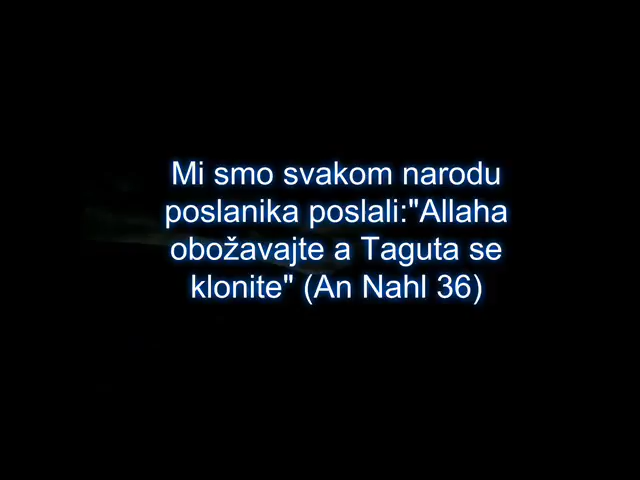 Mi smo svakom narodu
poslanika poslali:"Allaha
obožavajte a Taguta se
klonite" (An Nahl 36)